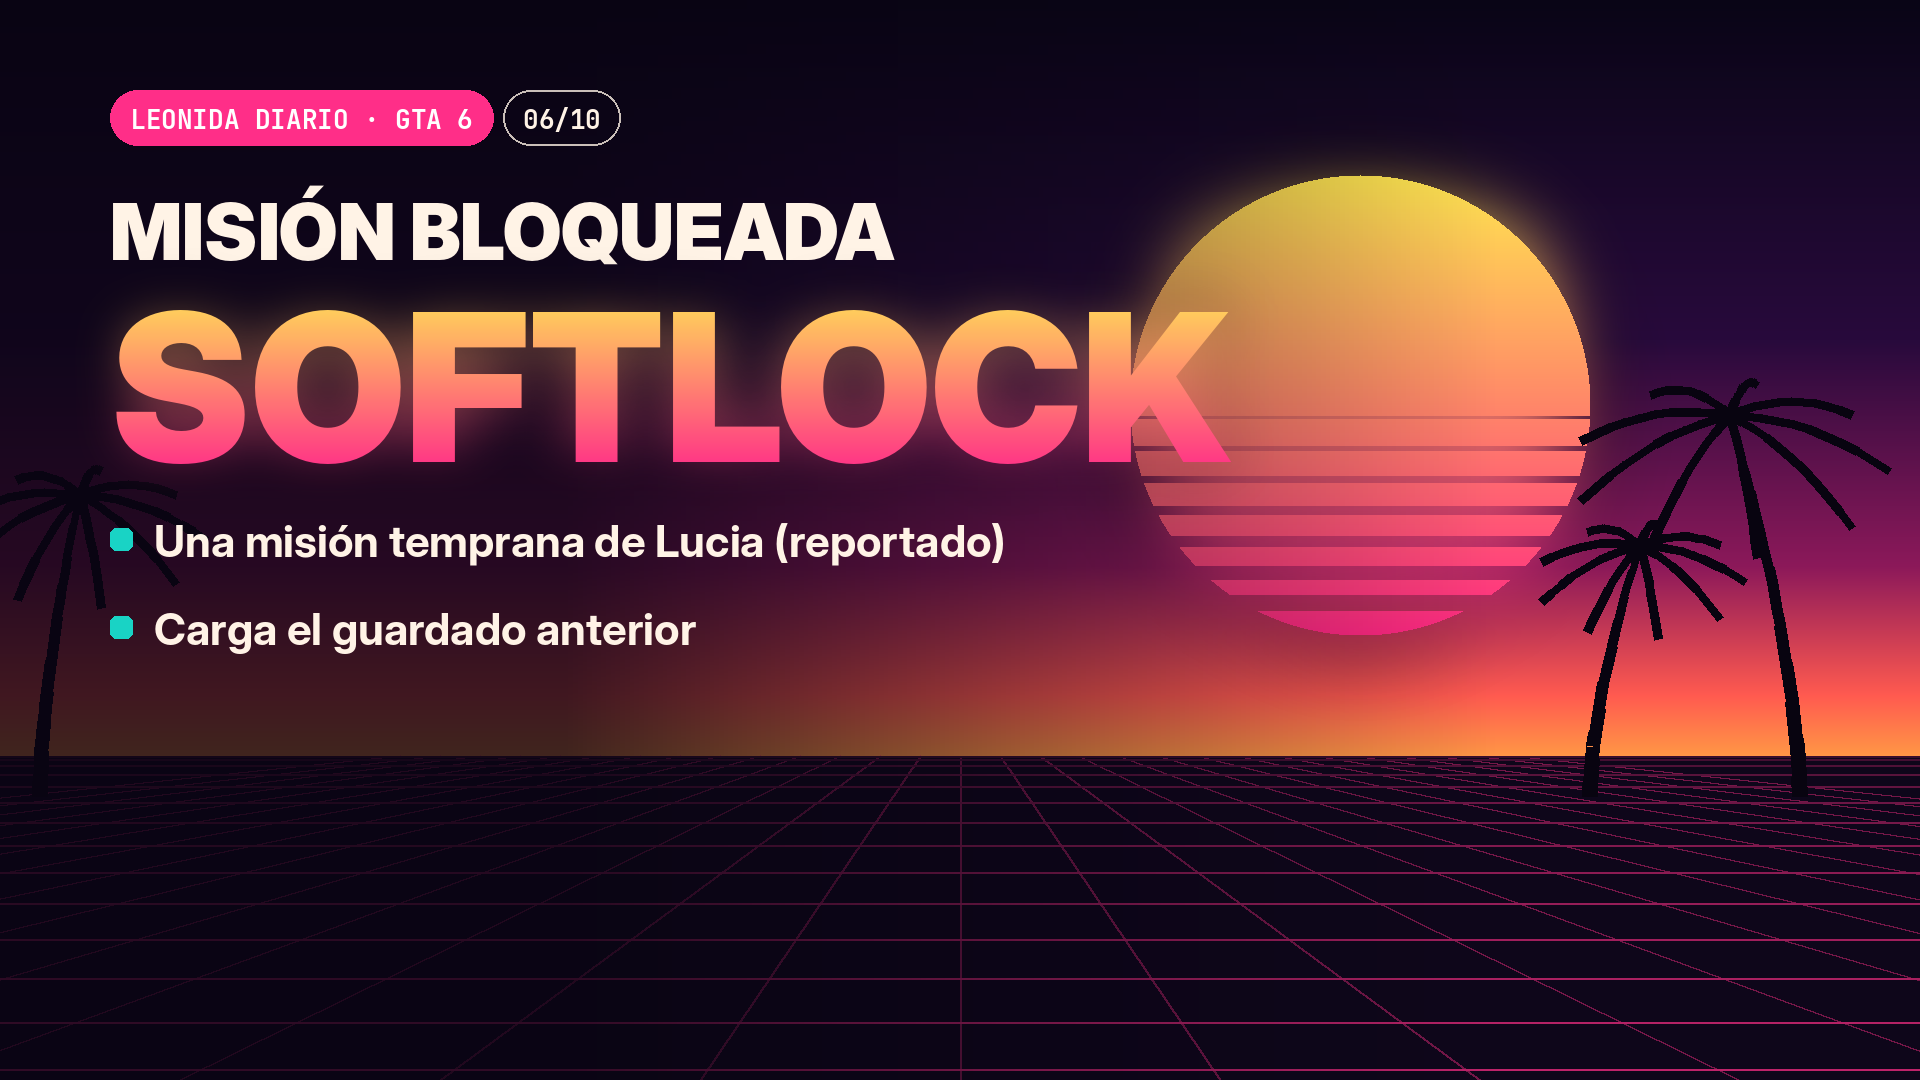 LEONIDA DIARIO · GTA 6 06/10
MISIÓN BLOQUEADA
SOFTLOCK
Una misión temprana de Lucia (reportado)
Carga el guardado anterior